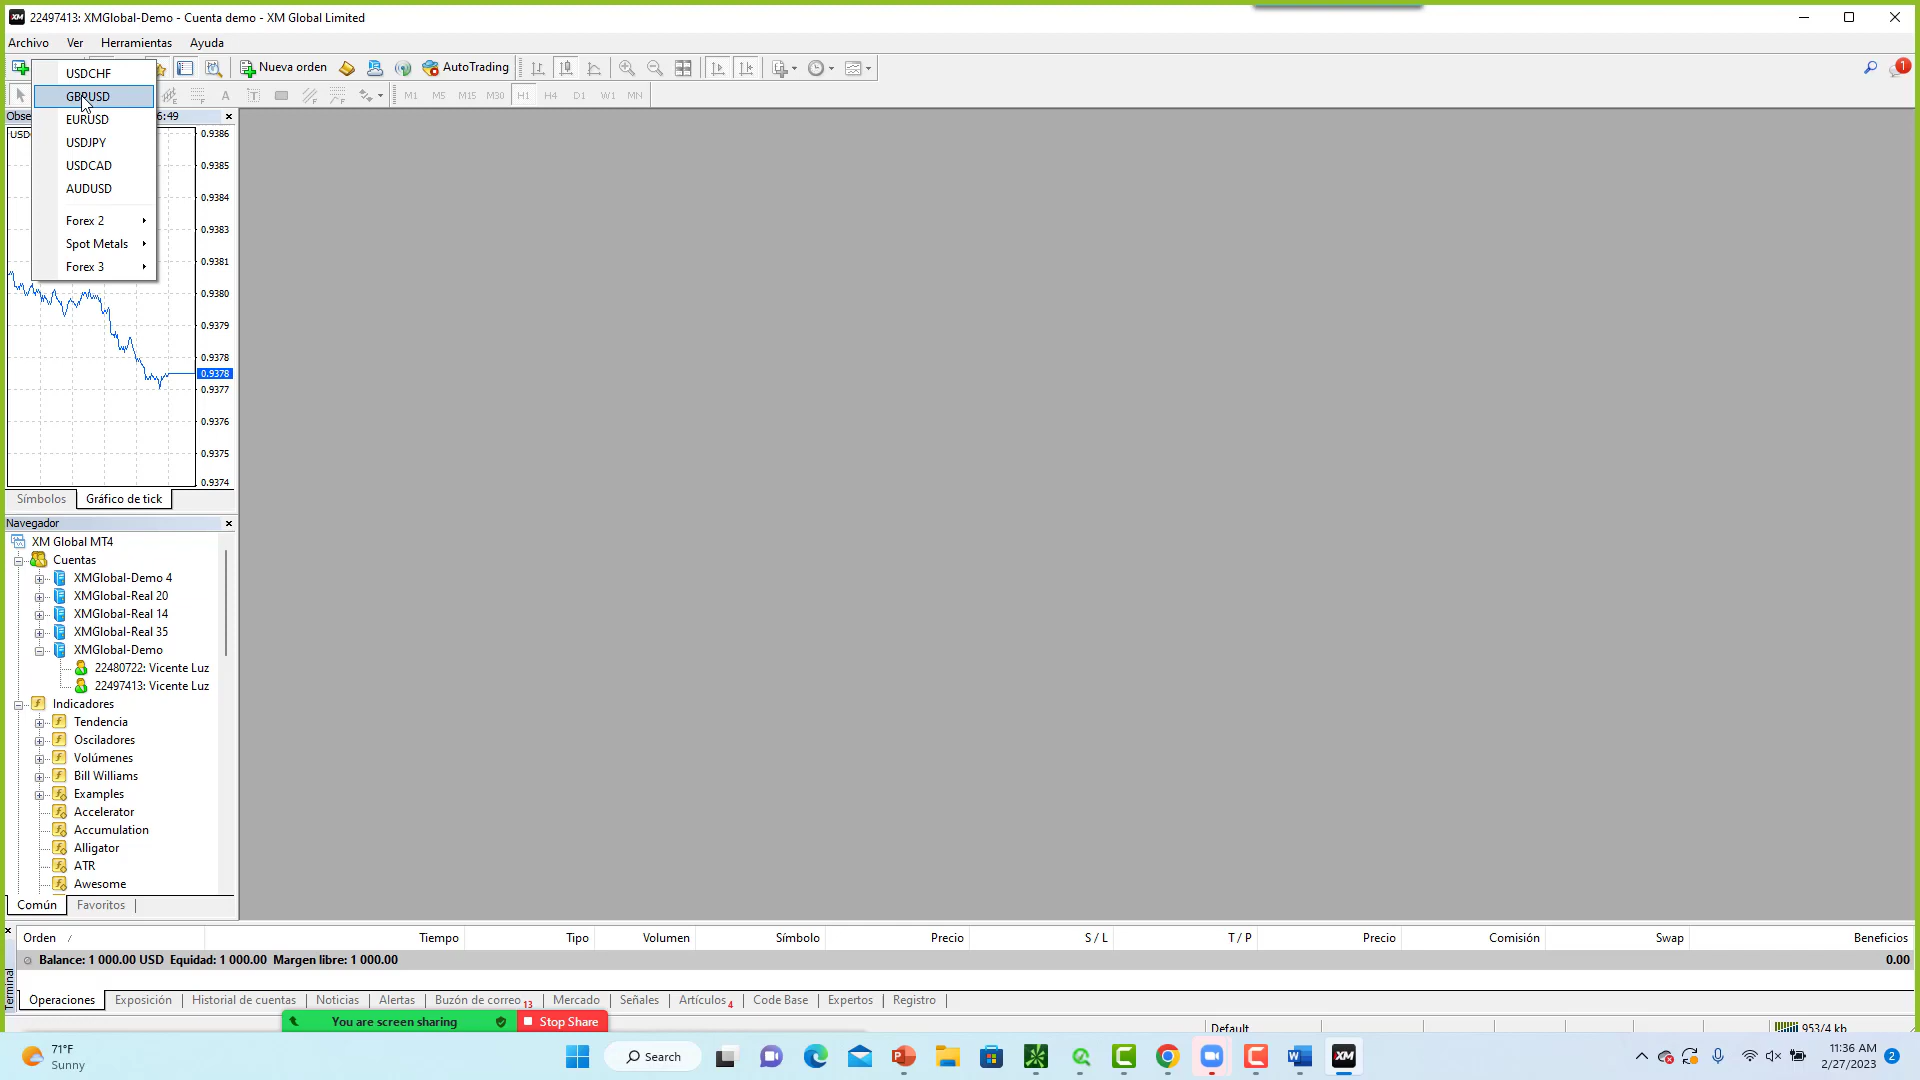 22497413: XMGlobal-Demo - Cuenta demo - XM Global Limited
Archivo Ver Herramientas Ayuda
Nueva orden AutoTrading
1
A T M1 M5 M15 M30 H1 H4 D1 W1 MN
USDCHF
GBPUSD
EURUSD
USDJPY
USDCAD
AUDUSD
Forex 2
Spot Metals
Forex 3
0.9386
0.9385
0.9384
0.9383
0.9381
0.9380
0.9379
0.9378
0.9378
0.9377
0.9376
0.9375
0.9374
Símbolos Gráfico de tick
Navegador
XM Global MT4
Cuentas
XMGlobal-Demo 4
XMGlobal-Real 20
XMGlobal-Real 14
XMGlobal-Real 35
XMGlobal-Demo
22480722: Vicente Luz
22497413: Vicente Luz
Indicadores
Tendencia
Osciladores
Volúmenes
Bill Williams
Examples
Accelerator
Accumulation
Alligator
ATR
Awesome
Común Favoritos
Orden / Tiempo Tipo Volumen Símbolo Precio S / L T / P Precio Comisión Swap Beneficios
Balance: 1 000.00 USD Equidad: 1 000.00 Margen libre: 1 000.00 0.00
Terminal
Operaciones Exposición Historial de cuentas Noticias Alertas Buzón de correo 13 Mercado Señales Artículos 4 Code Base Expertos Registro
You are screen sharing Stop Share
Default 953/4 kb
71°F
Sunny
Search
XM
11:36 AM
2/27/2023
2